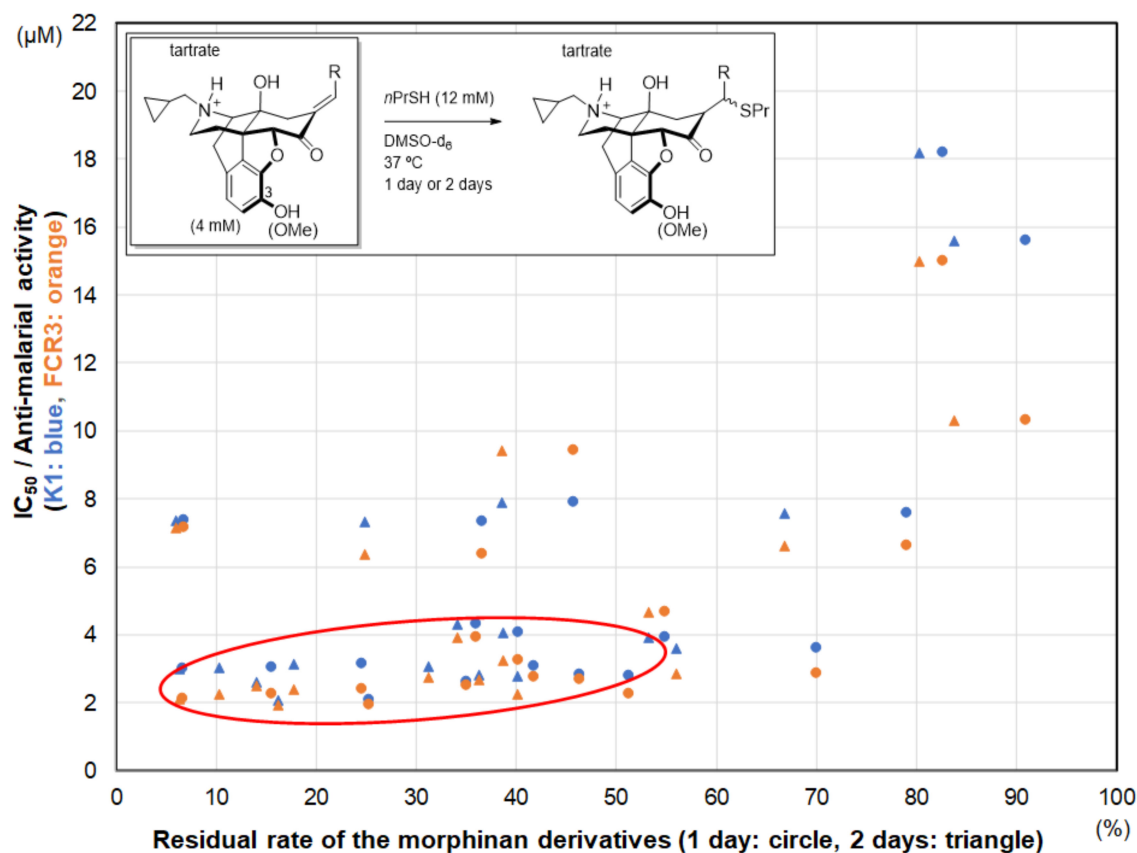 (μM)
22
20
18
16
14
12
10
8
6
4
2
0
IC50 / Anti-malarial activity
(K1: blue, FCR3: orange)
tartrate
H
N
+
OH
R
O
O
3
OH
(4 mM)
(OMe)
nPrSH (12 mM)
DMSO-d6
37 ºC
1 day or 2 days
tartrate
H
N
+
OH
R
SPr
O
O
OH
(OMe)
0 10 20 30 40 50 60 70 80 90 100
(%)
Residual rate of the morphinan derivatives (1 day: circle, 2 days: triangle)